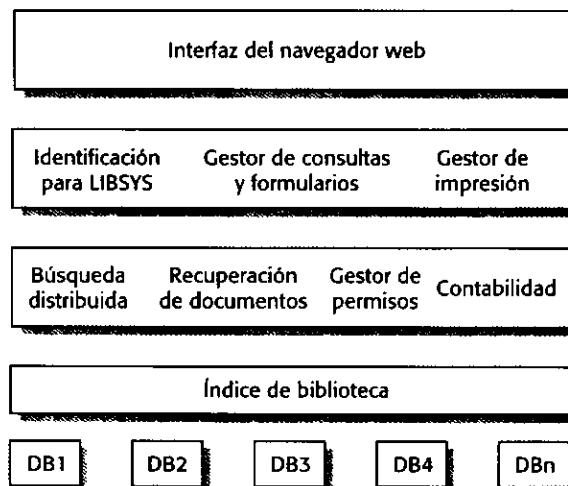 Interfaz del navegador web
Identificación Gestor de consultas Gestor de
para LIBSYS y formularios impresión
Búsqueda Recuperación Gestor de Contabilidad
distribuida de documentos permisos
Índice de biblioteca
DB1 DB2 DB3 DB4 DBn